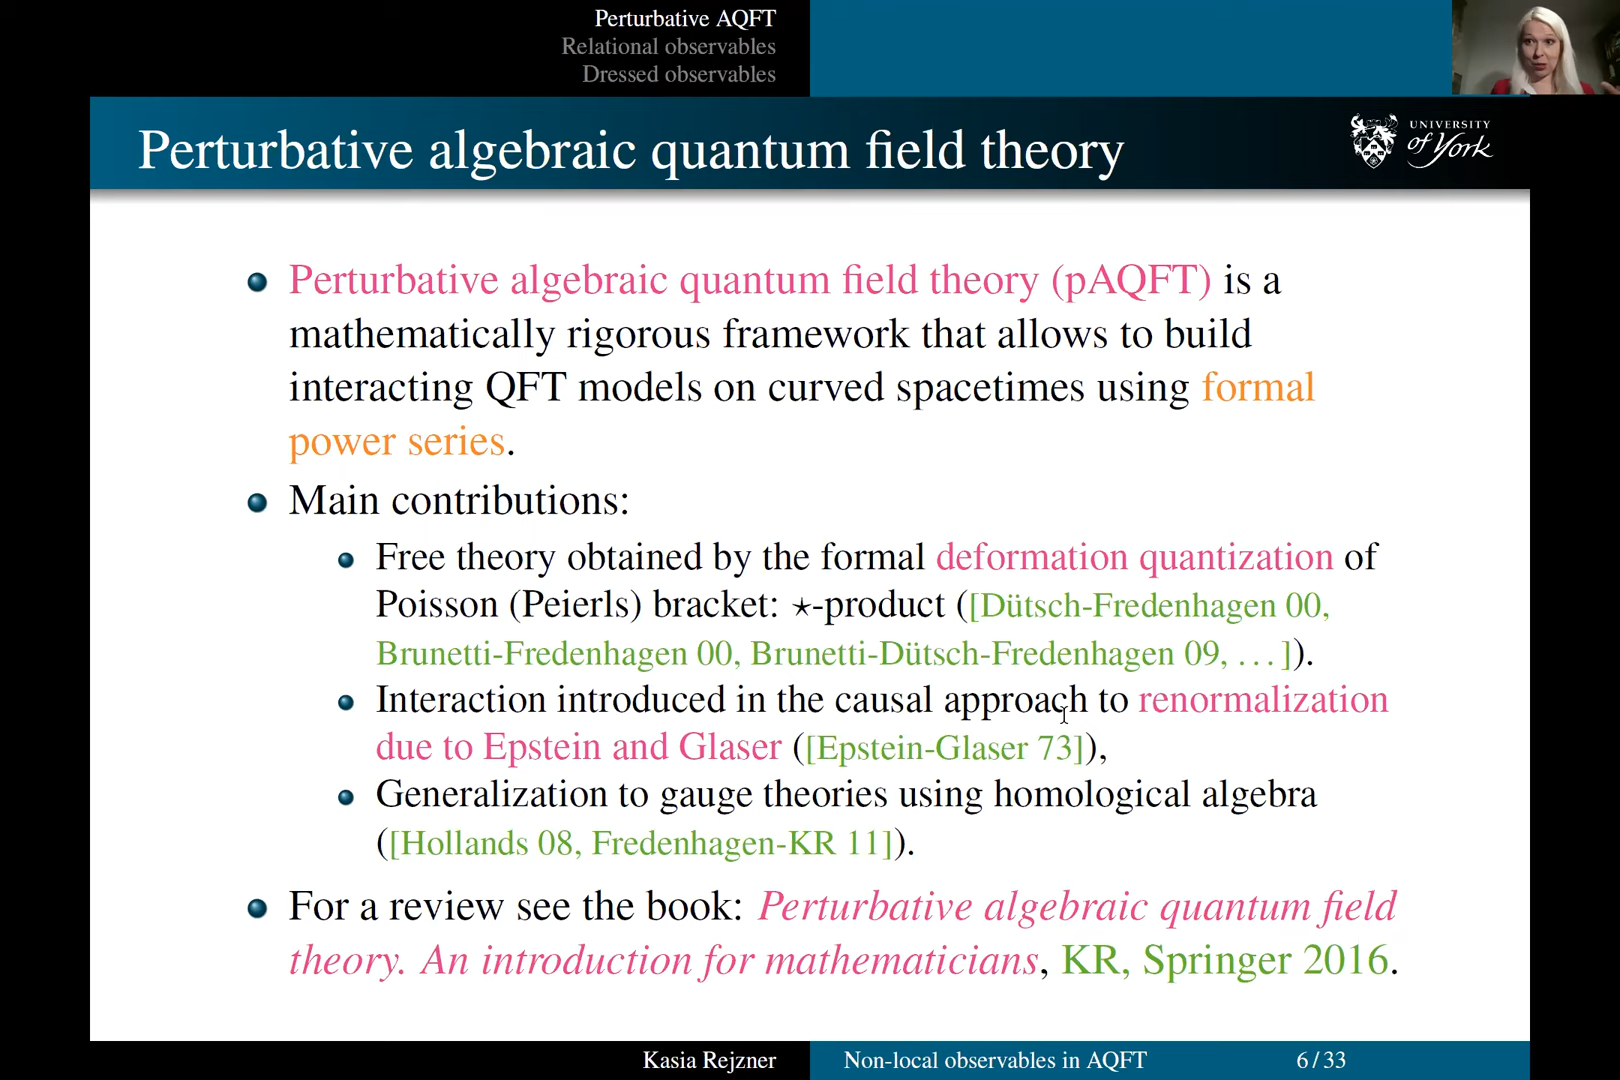 Perturbative AQFT
Relational observables
Dressed observables
Perturbative algebraic quantum field theory
UNIVERSITY
of York
Perturbative algebraic quantum field theory (pAQFT) is a
mathematically rigorous framework that allows to build
interacting QFT models on curved spacetimes using formal
power series.
Main contributions:
Free theory obtained by the formal deformation quantization of
Poisson (Peierls) bracket: ⋆-product ([Dütsch-Fredenhagen 00,
Brunetti-Fredenhagen 00, Brunetti-Dütsch-Fredenhagen 09, ...]).
Interaction introduced in the causal approach to renormalization
due to Epstein and Glaser ([Epstein-Glaser 73]),
Generalization to gauge theories using homological algebra
([Hollands 08, Fredenhagen-KR 11]).
For a review see the book: Perturbative algebraic quantum field
theory. An introduction for mathematicians, KR, Springer 2016.
Kasia Rejzner Non-local observables in AQFT 6/33